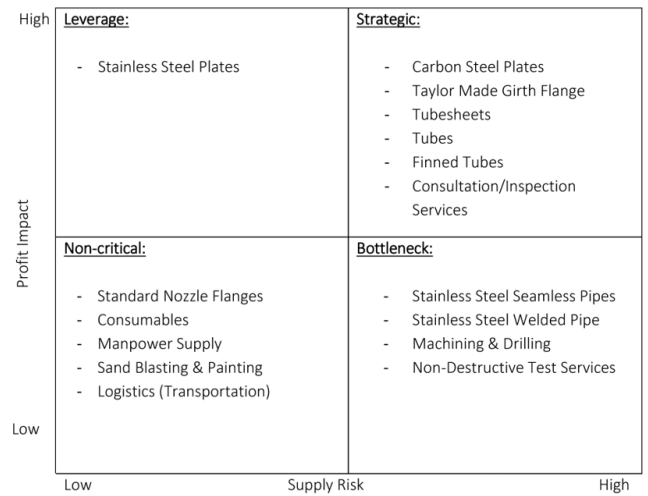 High
Leverage:
- Stainless Steel Plates
Strategic:
- Carbon Steel Plates
- Taylor Made Girth Flange
- Tubesheets
- Tubes
- Finned Tubes
- Consultation/Inspection
Services
Profit Impact
Non-critical:
- Standard Nozzle Flanges
- Consumables
- Manpower Supply
- Sand Blasting & Painting
- Logistics (Transportation)
Bottleneck:
- Stainless Steel Seamless Pipes
- Stainless Steel Welded Pipe
- Machining & Drilling
- Non-Destructive Test Services
Low
Low
Supply Risk
High